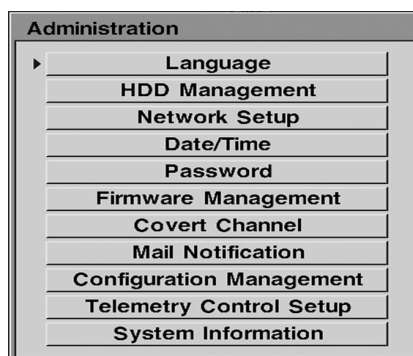 Administration
Language
HDD Management
Network Setup
Date/Time
Password
Firmware Management
Covert Channel
Mail Notification
Configuration Management
Telemetry Control Setup
System Information